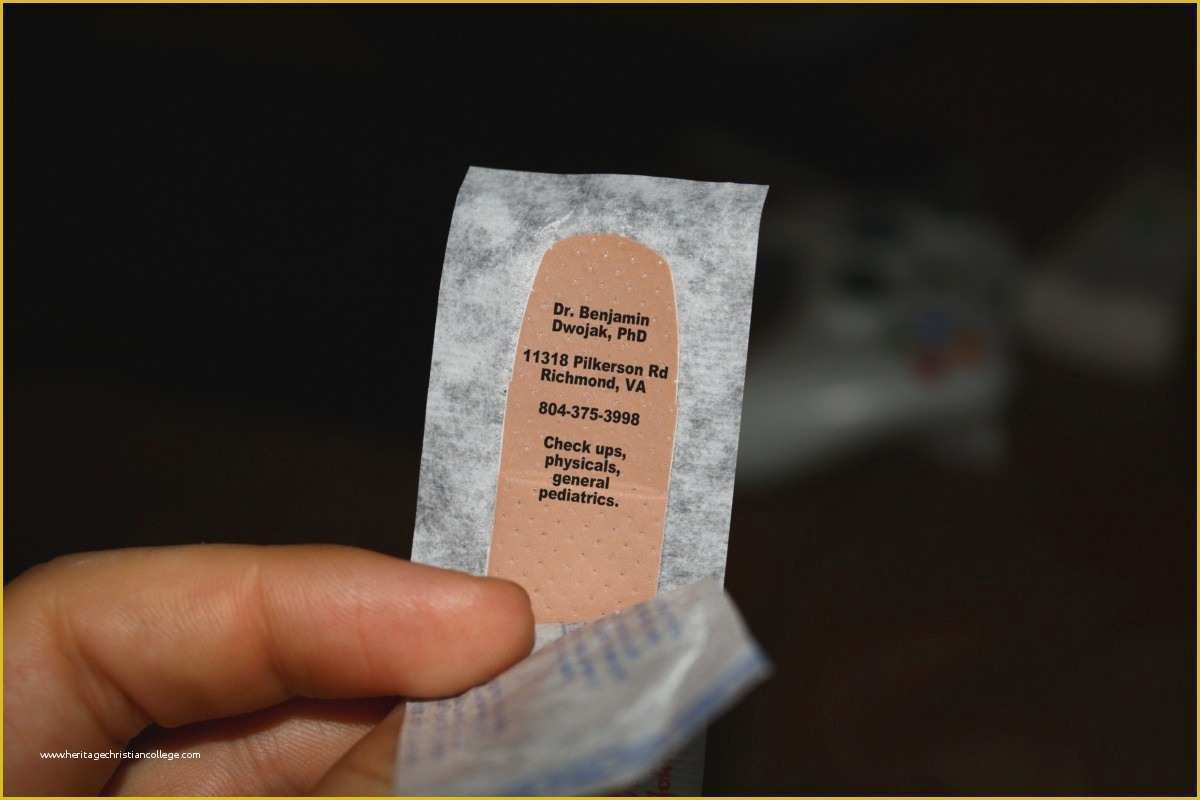 Dr. Benjamin
Dwojak, PhD
11318 Pilkerson Rd
Richmond, VA
804-375-3998
Check ups,
physicals,
general
pediatrics.
www.heritagechristiancollege.com